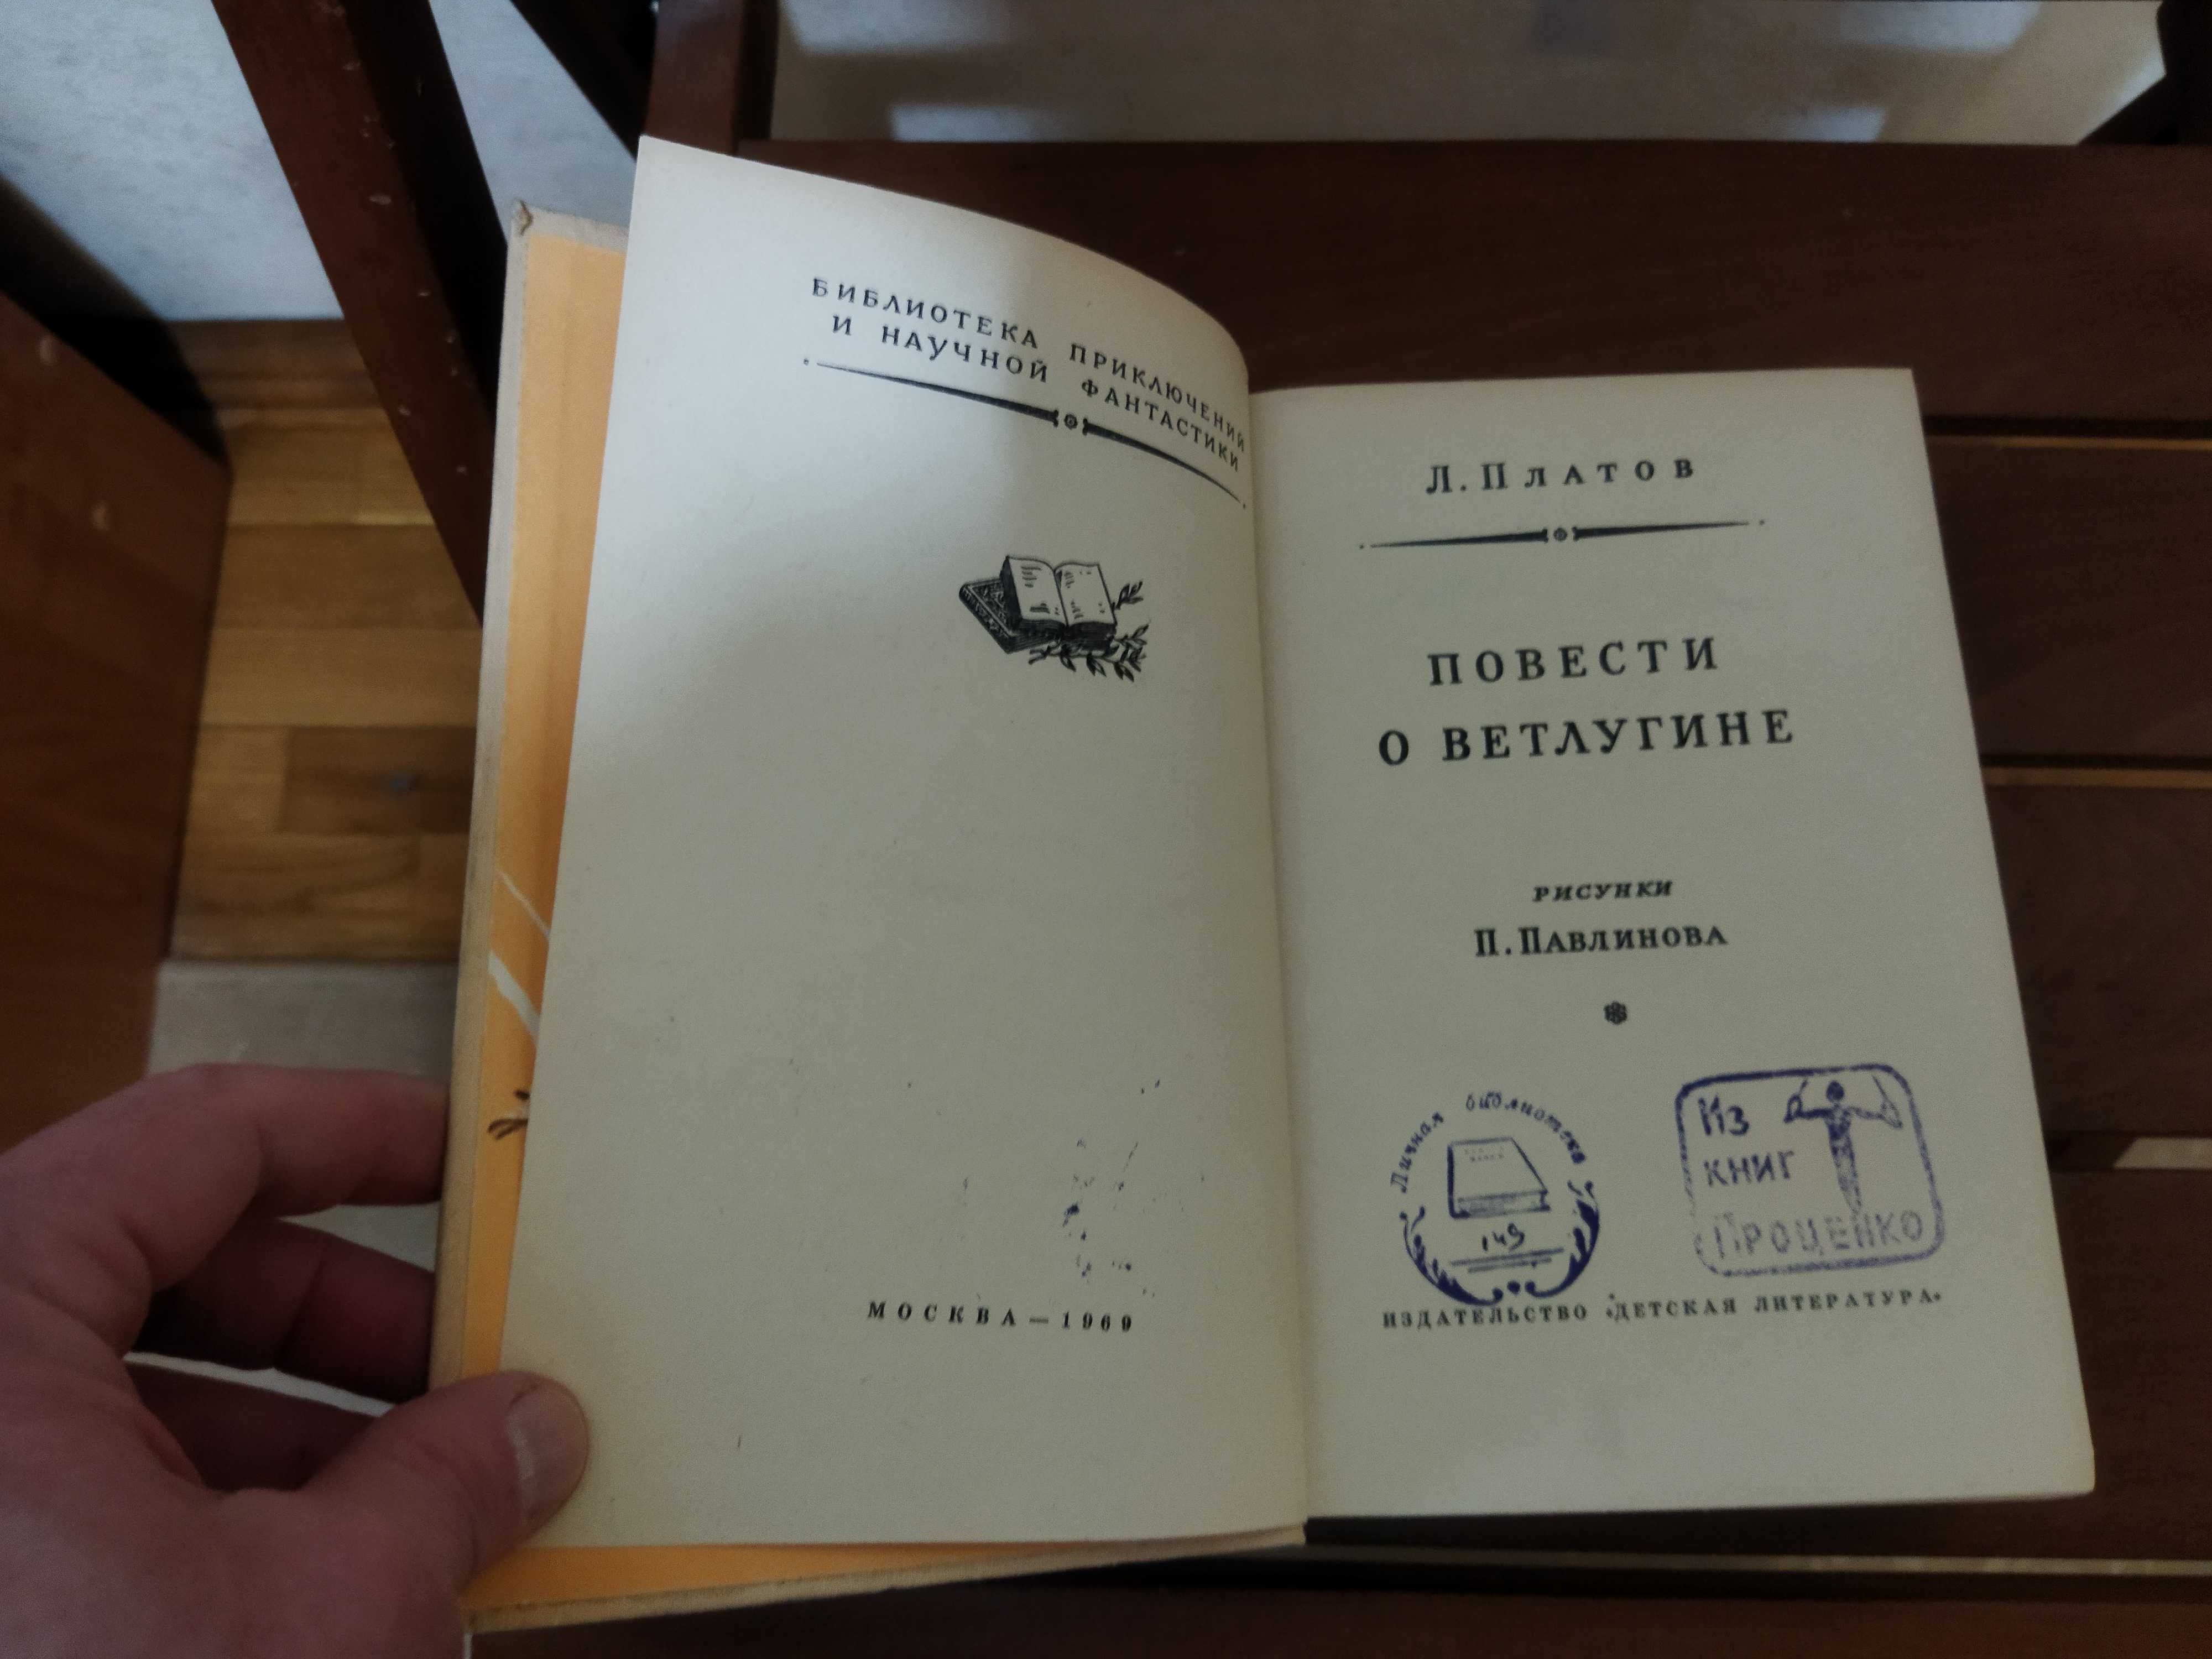 БИБЛИОТЕКА ПРИКЛЮЧЕНИЙ
И НАУЧНОЙ ФАНТАСТИКИ
МОСКВА — 1969
Л. ПЛАТОВ
ПОВЕСТИ
О ВЕТЛУГИНЕ
РИСУНКИ
П. ПАВЛИНОВА
Личная библиотека
149
Из
КНИГ
ПРОЦЕНКО
ИЗДАТЕЛЬСТВО «ДЕТСКАЯ ЛИТЕРАТУРА»